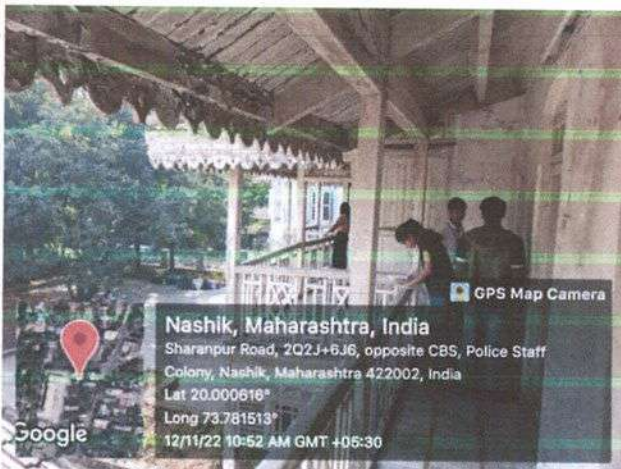 GPS Map Camera
Nashik, Maharashtra, India
Sharanpur Road, 2Q2J+6J6, opposite CBS, Police Staff
Colony, Nashik, Maharashtra 422002, India
Lat 20.000616°
Long 73.781513°
12/11/22 10:52 AM GMT +05:30
Google